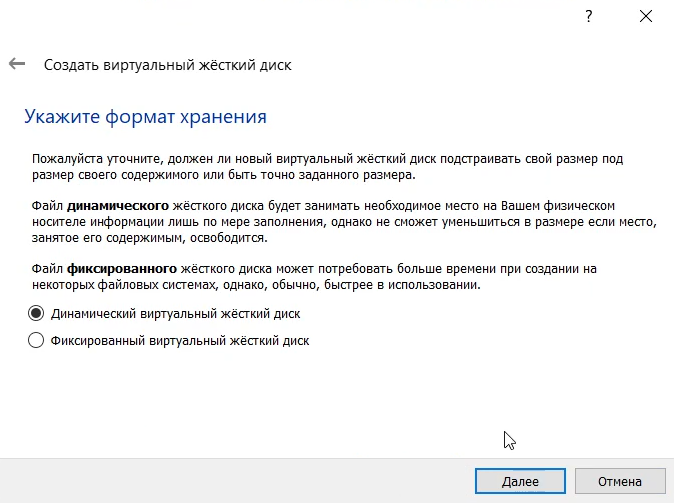 ?
Создать виртуальный жёсткий диск
Укажите формат хранения
Пожалуйста уточните, должен ли новый виртуальный жёсткий диск подстраивать свой размер под
размер своего содержимого или быть точно заданного размера.
Файл динамического жёсткого диска будет занимать необходимое место на Вашем физическом
носителе информации лишь по мере заполнения, однако не сможет уменьшиться в размере если место,
занятое его содержимым, освободится.
Файл фиксированного жёсткого диска может потребовать больше времени при создании на
некоторых файловых системах, однако, обычно, быстрее в использовании.
Динамический виртуальный жёсткий диск
Фиксированный виртуальный жёсткий диск
Далее
Отмена